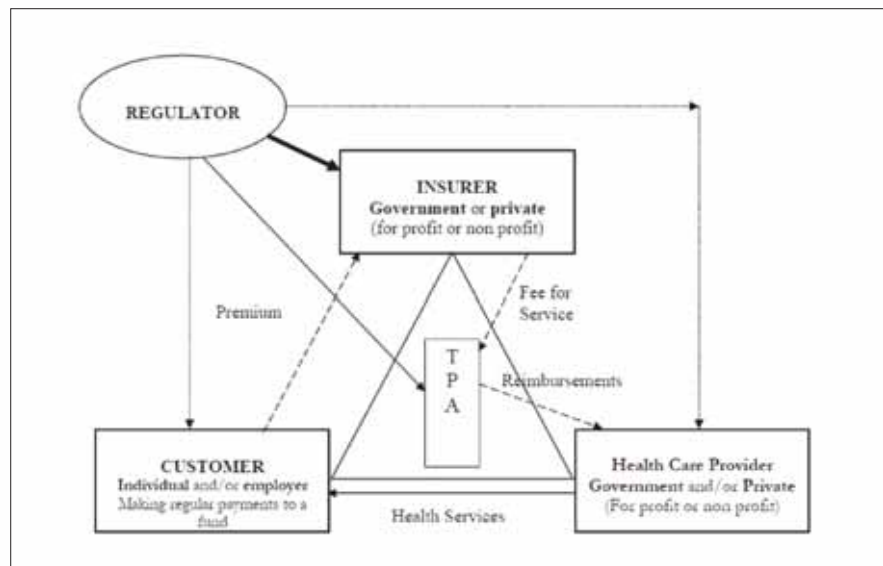 REGULATOR
INSURER
Government or private
(for profit or non profit)
Premium
Fee for
Service
T
P
A
Reimbursements
CUSTOMER
Individual and/or employer
Making regular payments to a
fund
Health Care Provider
Government and/or Private
(For profit or non profit)
Health Services